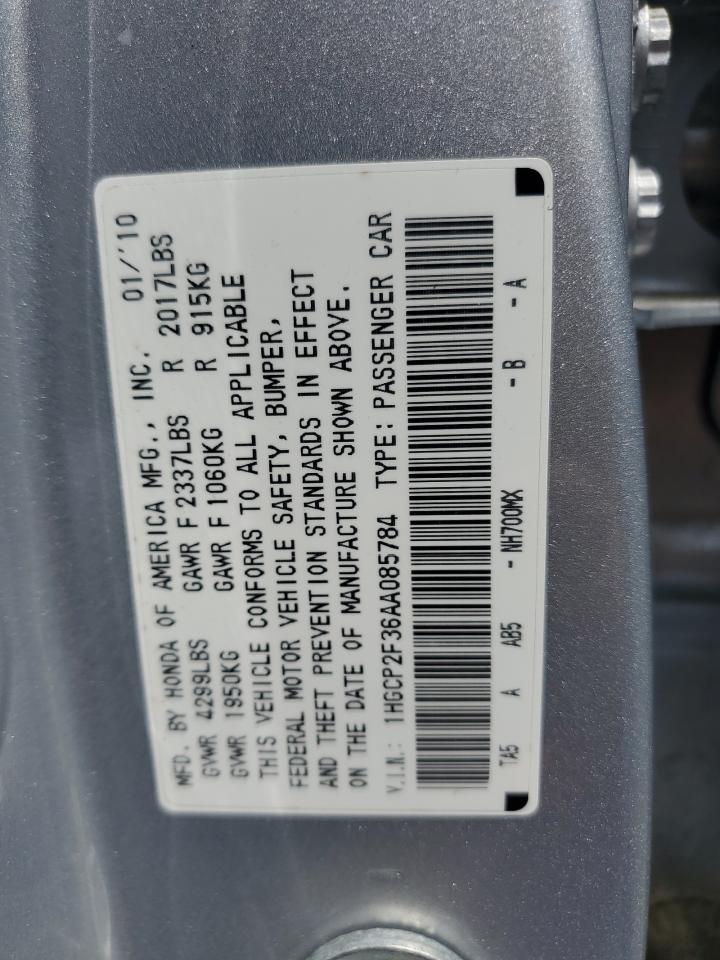 MFD. BY HONDA OF AMERICA MFG., INC. 01/'10
GVWR 4299LBS GAWR F 2337LBS R 2017LBS
GVWR 1950KG GAWR F 1060KG R 915KG
THIS VEHICLE CONFORMS TO ALL APPLICABLE
FEDERAL MOTOR VEHICLE SAFETY, BUMPER,
AND THEFT PREVENTION STANDARDS IN EFFECT
ON THE DATE OF MANUFACTURE SHOWN ABOVE.
V.I.N.: 1HGCP2F36AA085784 TYPE: PASSENGER CAR
TA5 A AB5 - NH700MX - B - A